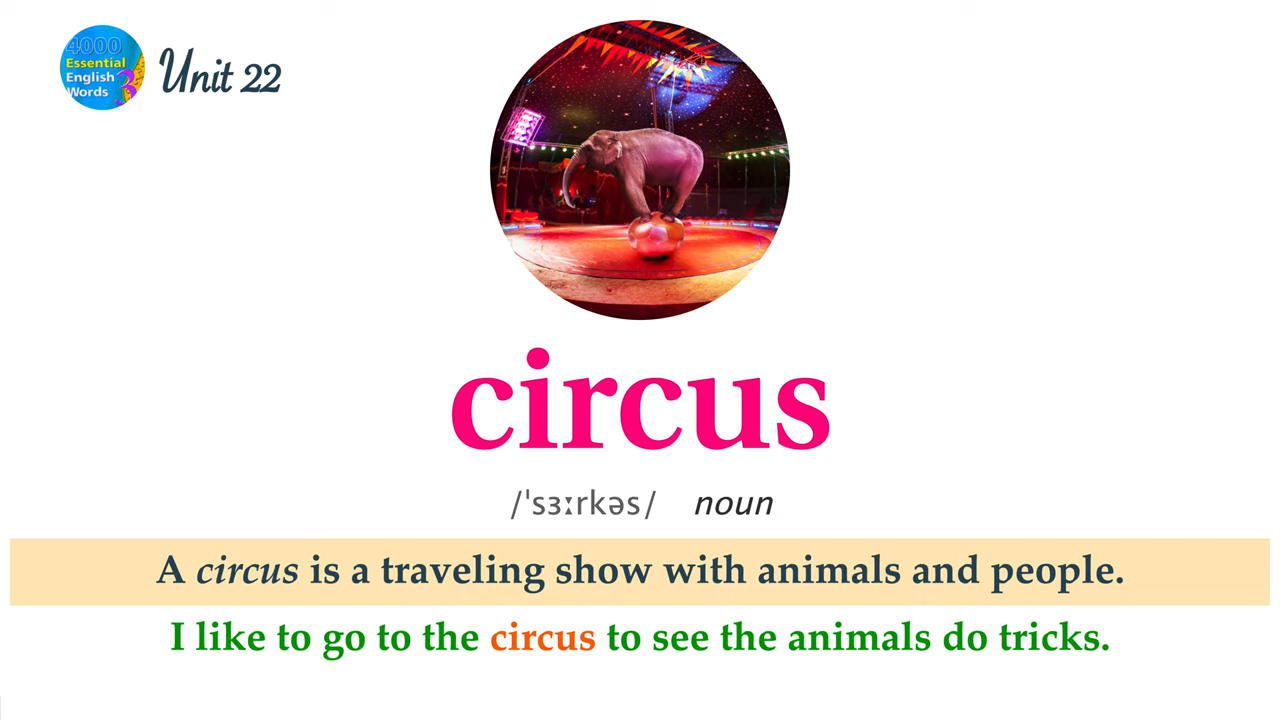 4000
Essential
English
Words 3
Unit 22
circus
/ˈsɜːrkəs/ noun
A circus is a traveling show with animals and people.
I like to go to the circus to see the animals do tricks.